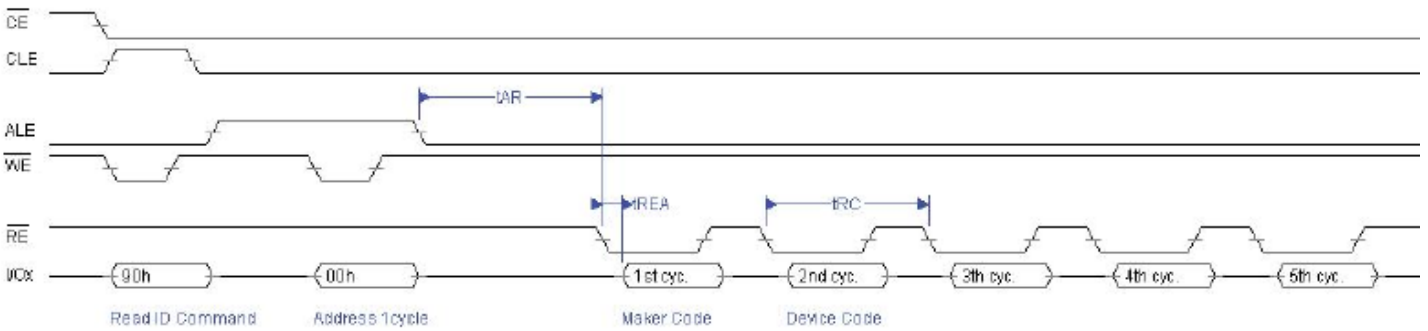 CE
CLE
tAR
ALE
WE
tREA
tRC
RE
I/Ox
90h
00h
1st cyc.
2nd cyc.
3th cyc.
4th cyc.
5th cyc.
Read ID Command
Address 1cycle
Maker Code
Device Code